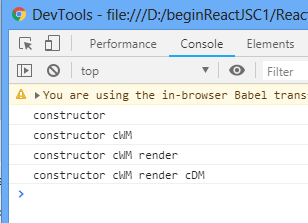 DevTools - file:///D:/beginReactJSC1/Reac
Performance Console Elements
top Filter
You are using the in-browser Babel trans
constructor
constructor cWM
constructor cWM render
constructor cWM render cDM